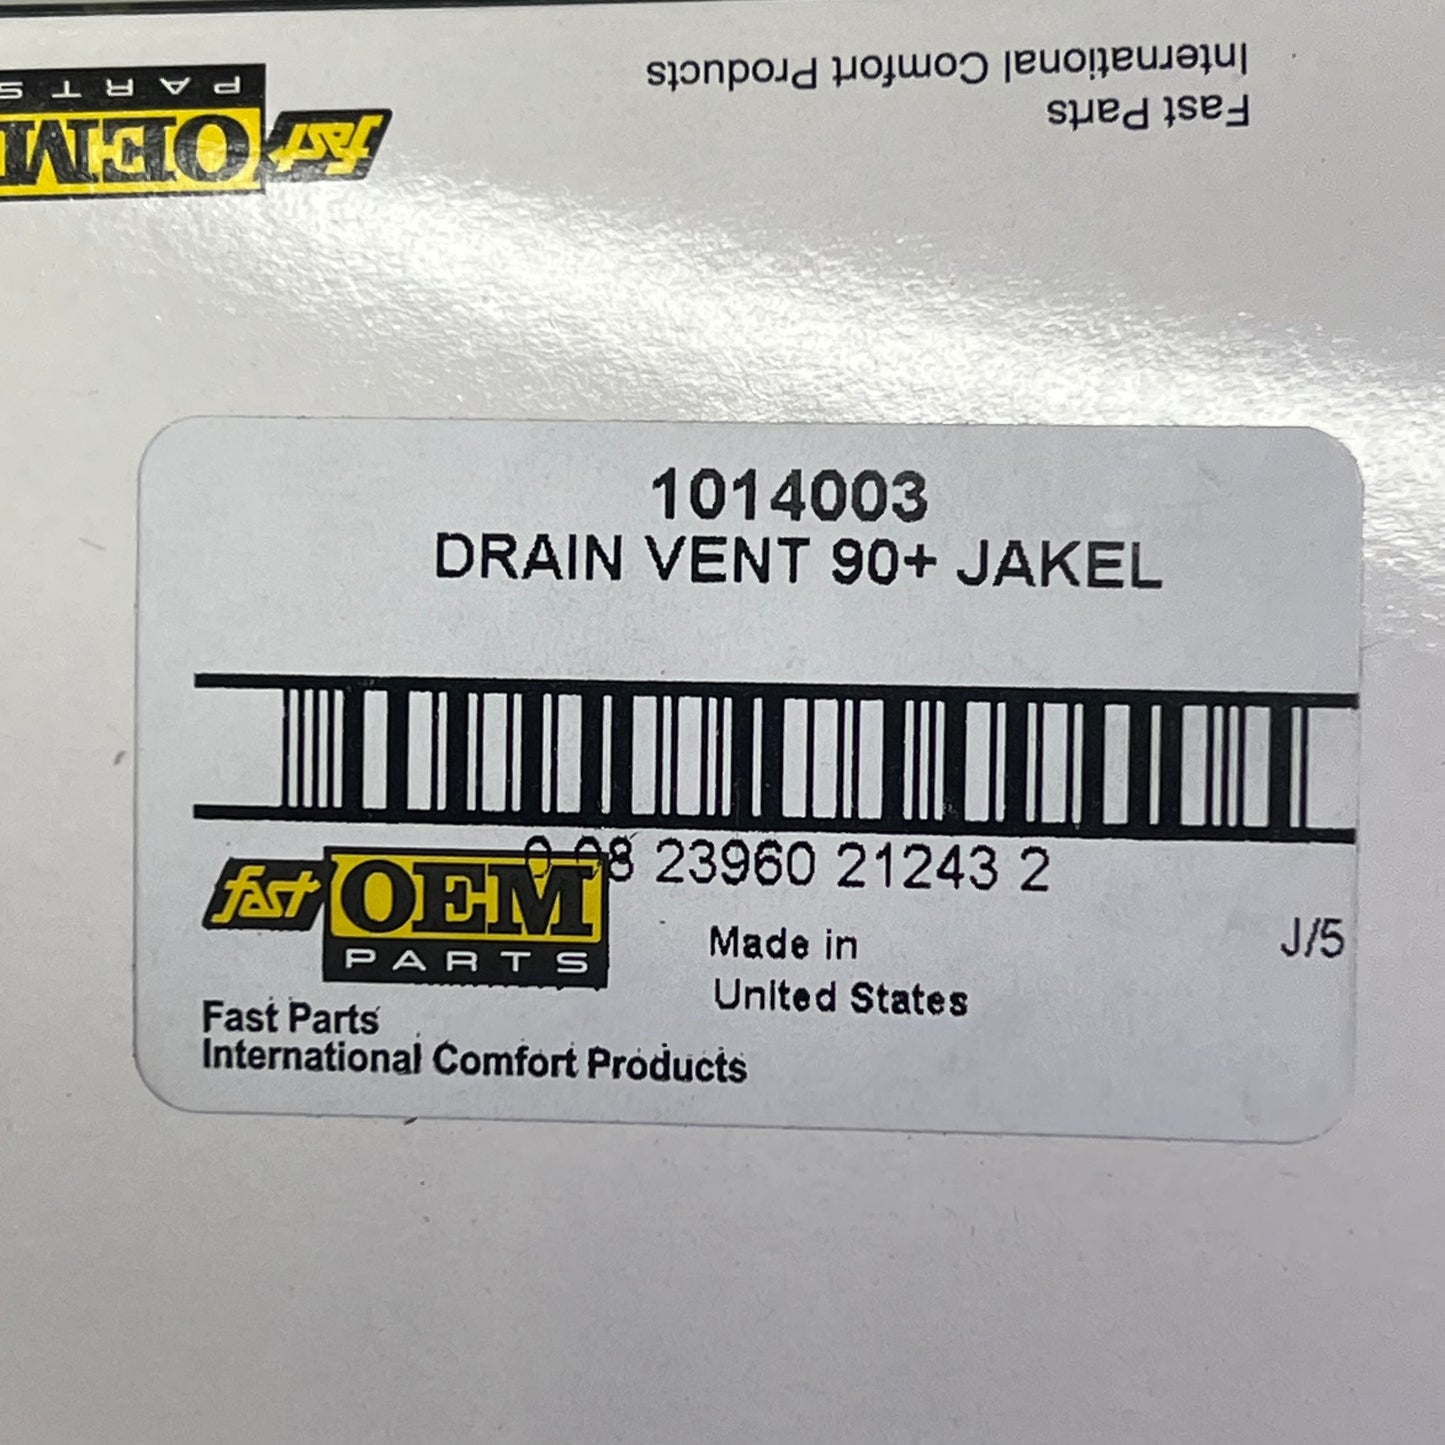 International Comfort Products
Fast Parts
PARTS
fast OEM
1014003
DRAIN VENT 90+ JAKEL
0 08 23960 21243 2
fast OEM
PARTS
Made in
United States
J/5
Fast Parts
International Comfort Products